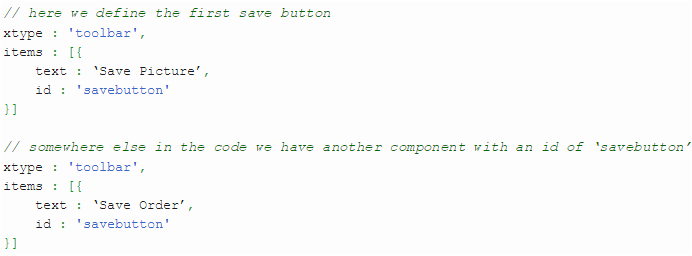 // here we define the first save button
xtype : 'toolbar',
items : [{
    text : ‘Save Picture’,
    id : 'savebutton'
}]

// somewhere else in the code we have another component with an id of ‘savebutton’
xtype : 'toolbar',
items : [{
    text : ‘Save Order’,
    id : 'savebutton'
}]